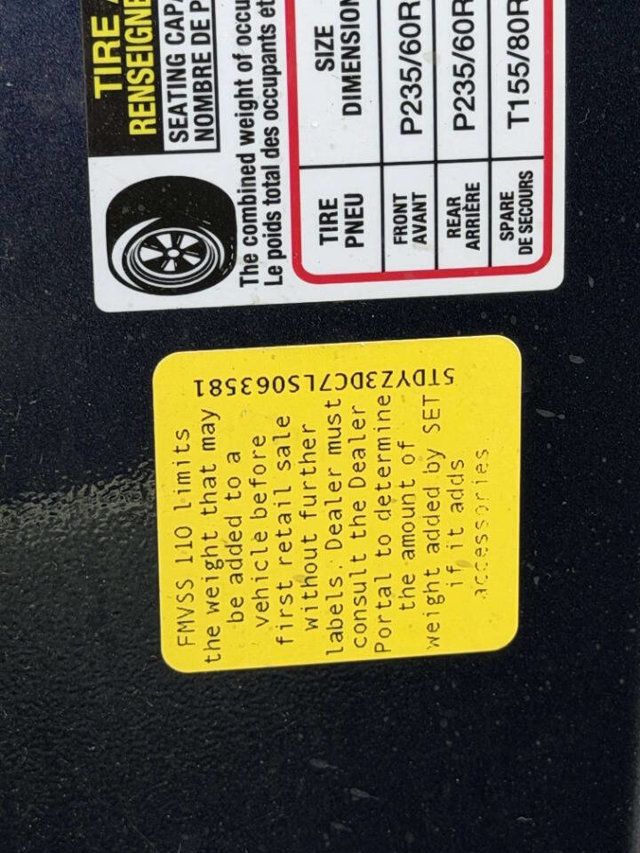 TIRE
RENSEIGNE
SEATING CAPA
NOMBRE DE P
The combined weight of occu
Le poids total des occupants et
TIRE SIZE
PNEU DIMENSION
FRONT P235/60R
AVANT
REAR P235/60R
ARRIÈRE
SPARE T155/80R
DE SECOURS
FMVSS 110 limits
the weight that may
be added to a
vehicle before
first retail sale
without further
labels. Dealer must
consult the Dealer
Portal to determine
the amount of
weight added by SET
if it adds
accessories
5TDYZ3DC7LS063581